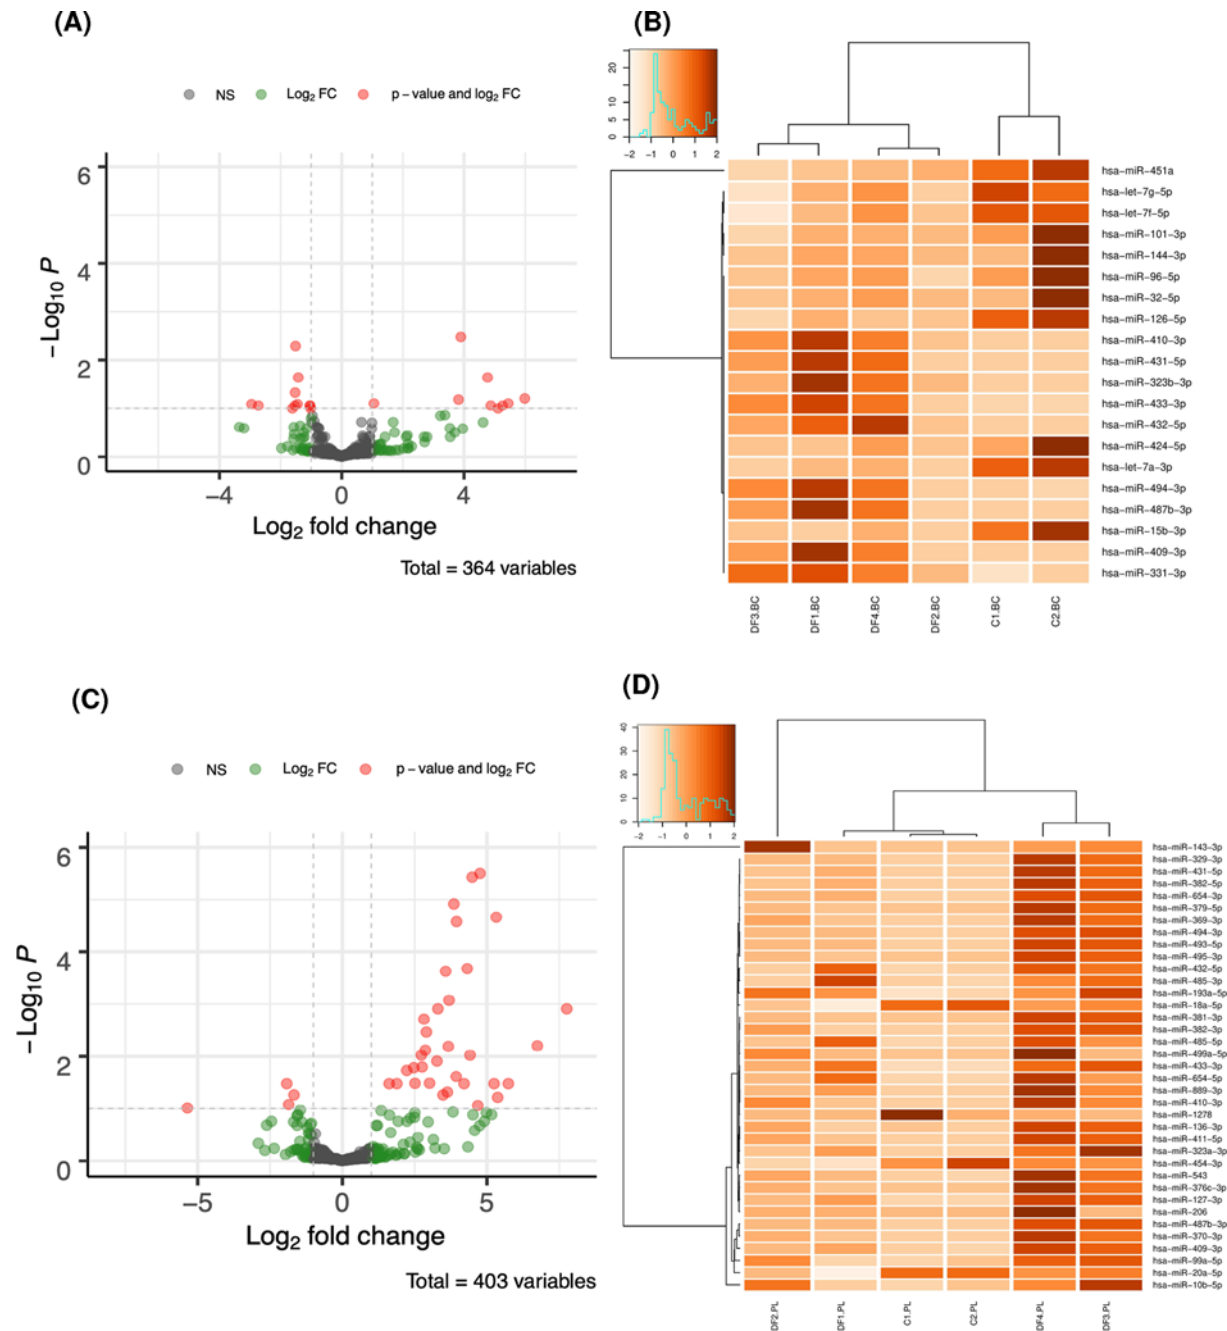 (A)
NS Log2 FC p – value and log2 FC
6
4
2
0
– Log10 P
−4 0 4
Log2 fold change
Total = 364 variables
(B)
20
15
10
5
0
−2 −1 0 1 2
hsa−miR−451a
hsa−let−7g−5p
hsa−let−7f−5p
hsa−miR−101−3p
hsa−miR−144−3p
hsa−miR−96−5p
hsa−miR−32−5p
hsa−miR−126−5p
hsa−miR−410−3p
hsa−miR−431−5p
hsa−miR−323b−3p
hsa−miR−433−3p
hsa−miR−432−5p
hsa−miR−424−5p
hsa−let−7a−3p
hsa−miR−494−3p
hsa−miR−487b−3p
hsa−miR−15b−3p
hsa−miR−409−3p
hsa−miR−331−3p
DF3.BC DF1.BC DF4.BC DF2.BC C1.BC C2.BC
(C)
NS Log2 FC p – value and log2 FC
6
4
2
0
– Log10 P
−5 0 5
Log2 fold change
Total = 403 variables
(D)
40
30
20
10
0
−2 −1 0 1 2
hsa−miR−143−3p
hsa−miR−329−3p
hsa−miR−431−5p
hsa−miR−382−5p
hsa−miR−654−3p
hsa−miR−379−5p
hsa−miR−369−3p
hsa−miR−494−3p
hsa−miR−493−5p
hsa−miR−495−3p
hsa−miR−432−5p
hsa−miR−485−3p
hsa−miR−193a−5p
hsa−miR−18a−5p
hsa−miR−381−3p
hsa−miR−382−3p
hsa−miR−485−5p
hsa−miR−499a−5p
hsa−miR−433−3p
hsa−miR−654−5p
hsa−miR−889−3p
hsa−miR−410−3p
hsa−miR−1278
hsa−miR−136−3p
hsa−miR−411−5p
hsa−miR−323a−3p
hsa−miR−454−3p
hsa−miR−543
hsa−miR−376c−3p
hsa−miR−127−3p
hsa−miR−206
hsa−miR−487b−3p
hsa−miR−370−3p
hsa−miR−409−3p
hsa−miR−99a−5p
hsa−miR−20a−5p
hsa−miR−10b−5p
DF2.PL DF1.PL C1.PL C2.PL DF4.PL DF3.PL